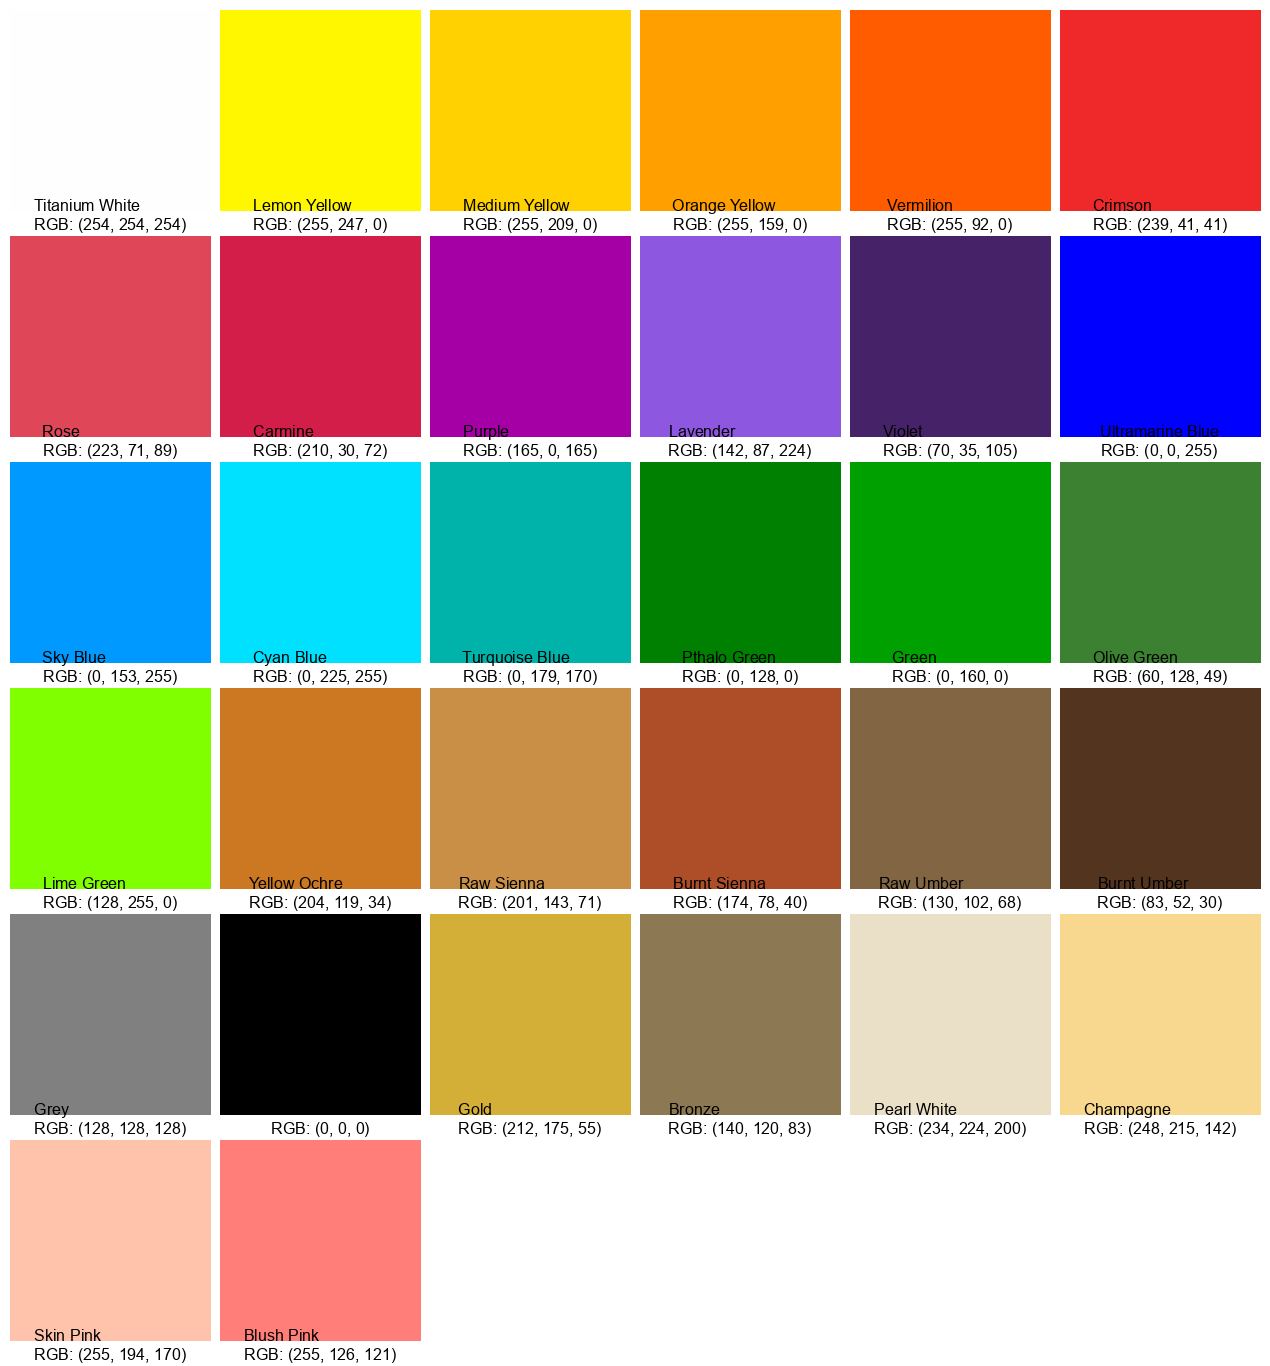 Titanium White
RGB: (254, 254, 254)
Lemon Yellow
RGB: (255, 247, 0)
Medium Yellow
RGB: (255, 209, 0)
Orange Yellow
RGB: (255, 159, 0)
Vermilion
RGB: (255, 92, 0)
Crimson
RGB: (239, 41, 41)
Rose
RGB: (223, 71, 89)
Carmine
RGB: (210, 30, 72)
Purple
RGB: (165, 0, 165)
Lavender
RGB: (142, 87, 224)
Violet
RGB: (70, 35, 105)
Ultramarine Blue
RGB: (0, 0, 255)
Sky Blue
RGB: (0, 153, 255)
Cyan Blue
RGB: (0, 225, 255)
Turquoise Blue
RGB: (0, 179, 170)
Pthalo Green
RGB: (0, 128, 0)
Green
RGB: (0, 160, 0)
Olive Green
RGB: (60, 128, 49)
Lime Green
RGB: (128, 255, 0)
Yellow Ochre
RGB: (204, 119, 34)
Raw Sienna
RGB: (201, 143, 71)
Burnt Sienna
RGB: (174, 78, 40)
Raw Umber
RGB: (130, 102, 68)
Burnt Umber
RGB: (83, 52, 30)
Grey
RGB: (128, 128, 128)
RGB: (0, 0, 0)
Gold
RGB: (212, 175, 55)
Bronze
RGB: (140, 120, 83)
Pearl White
RGB: (234, 224, 200)
Champagne
RGB: (248, 215, 142)
Skin Pink
RGB: (255, 194, 170)
Blush Pink
RGB: (255, 126, 121)